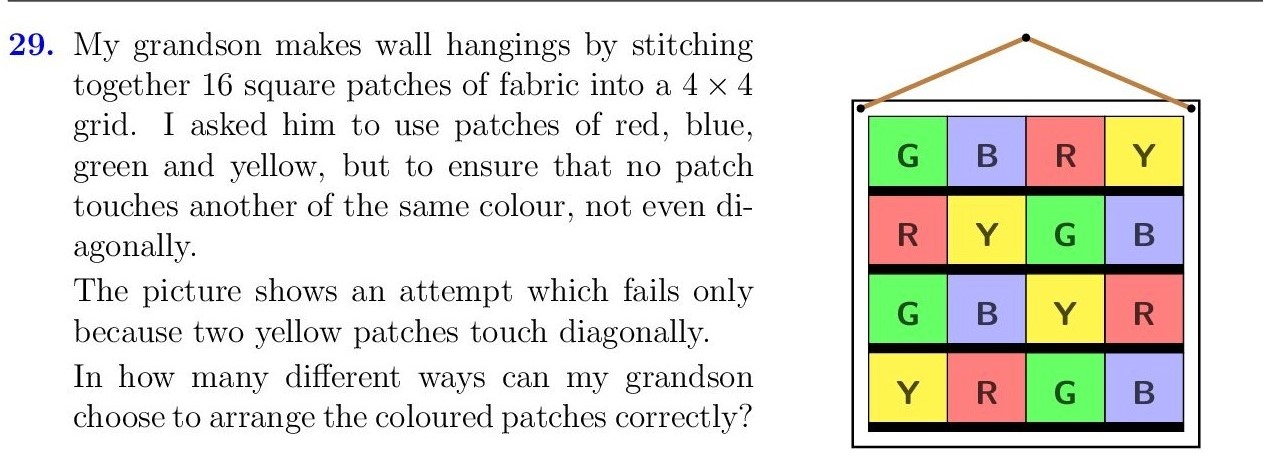 29. My grandson makes wall hangings by stitching
together 16 square patches of fabric into a 4 × 4
grid. I asked him to use patches of red, blue,
green and yellow, but to ensure that no patch
touches another of the same colour, not even di-
agonally.
The picture shows an attempt which fails only
because two yellow patches touch diagonally.
In how many different ways can my grandson
choose to arrange the coloured patches correctly?
G B R Y
R Y G B
G B Y R
Y R G B